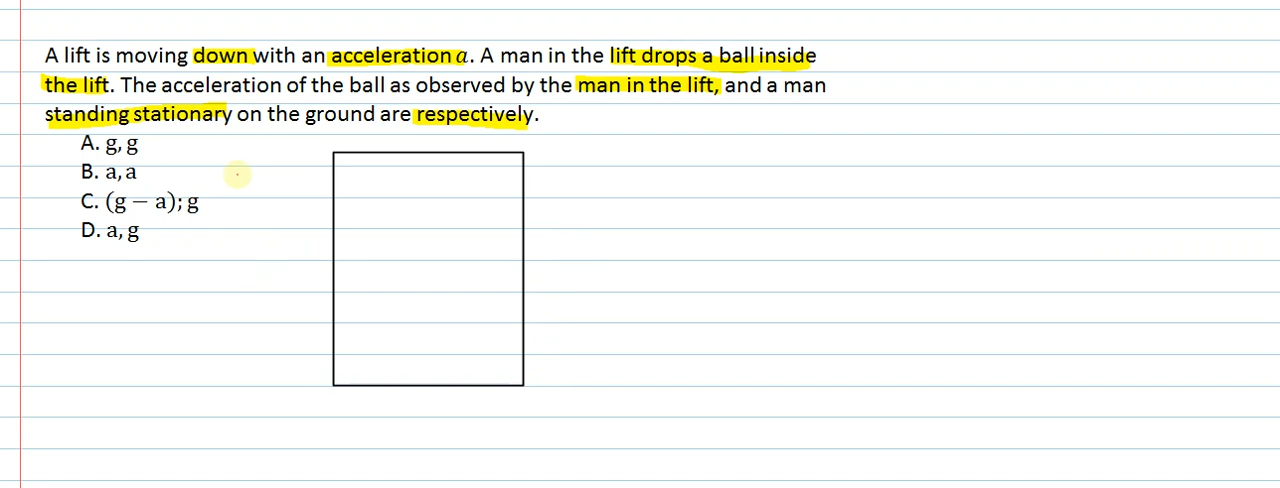 A lift is moving down with an acceleration a. A man in the lift drops a ball inside
the lift. The acceleration of the ball as observed by the man in the lift, and a man
standing stationary on the ground are respectively.
A. g, g
B. a, a
C. (g − a); g
D. a, g